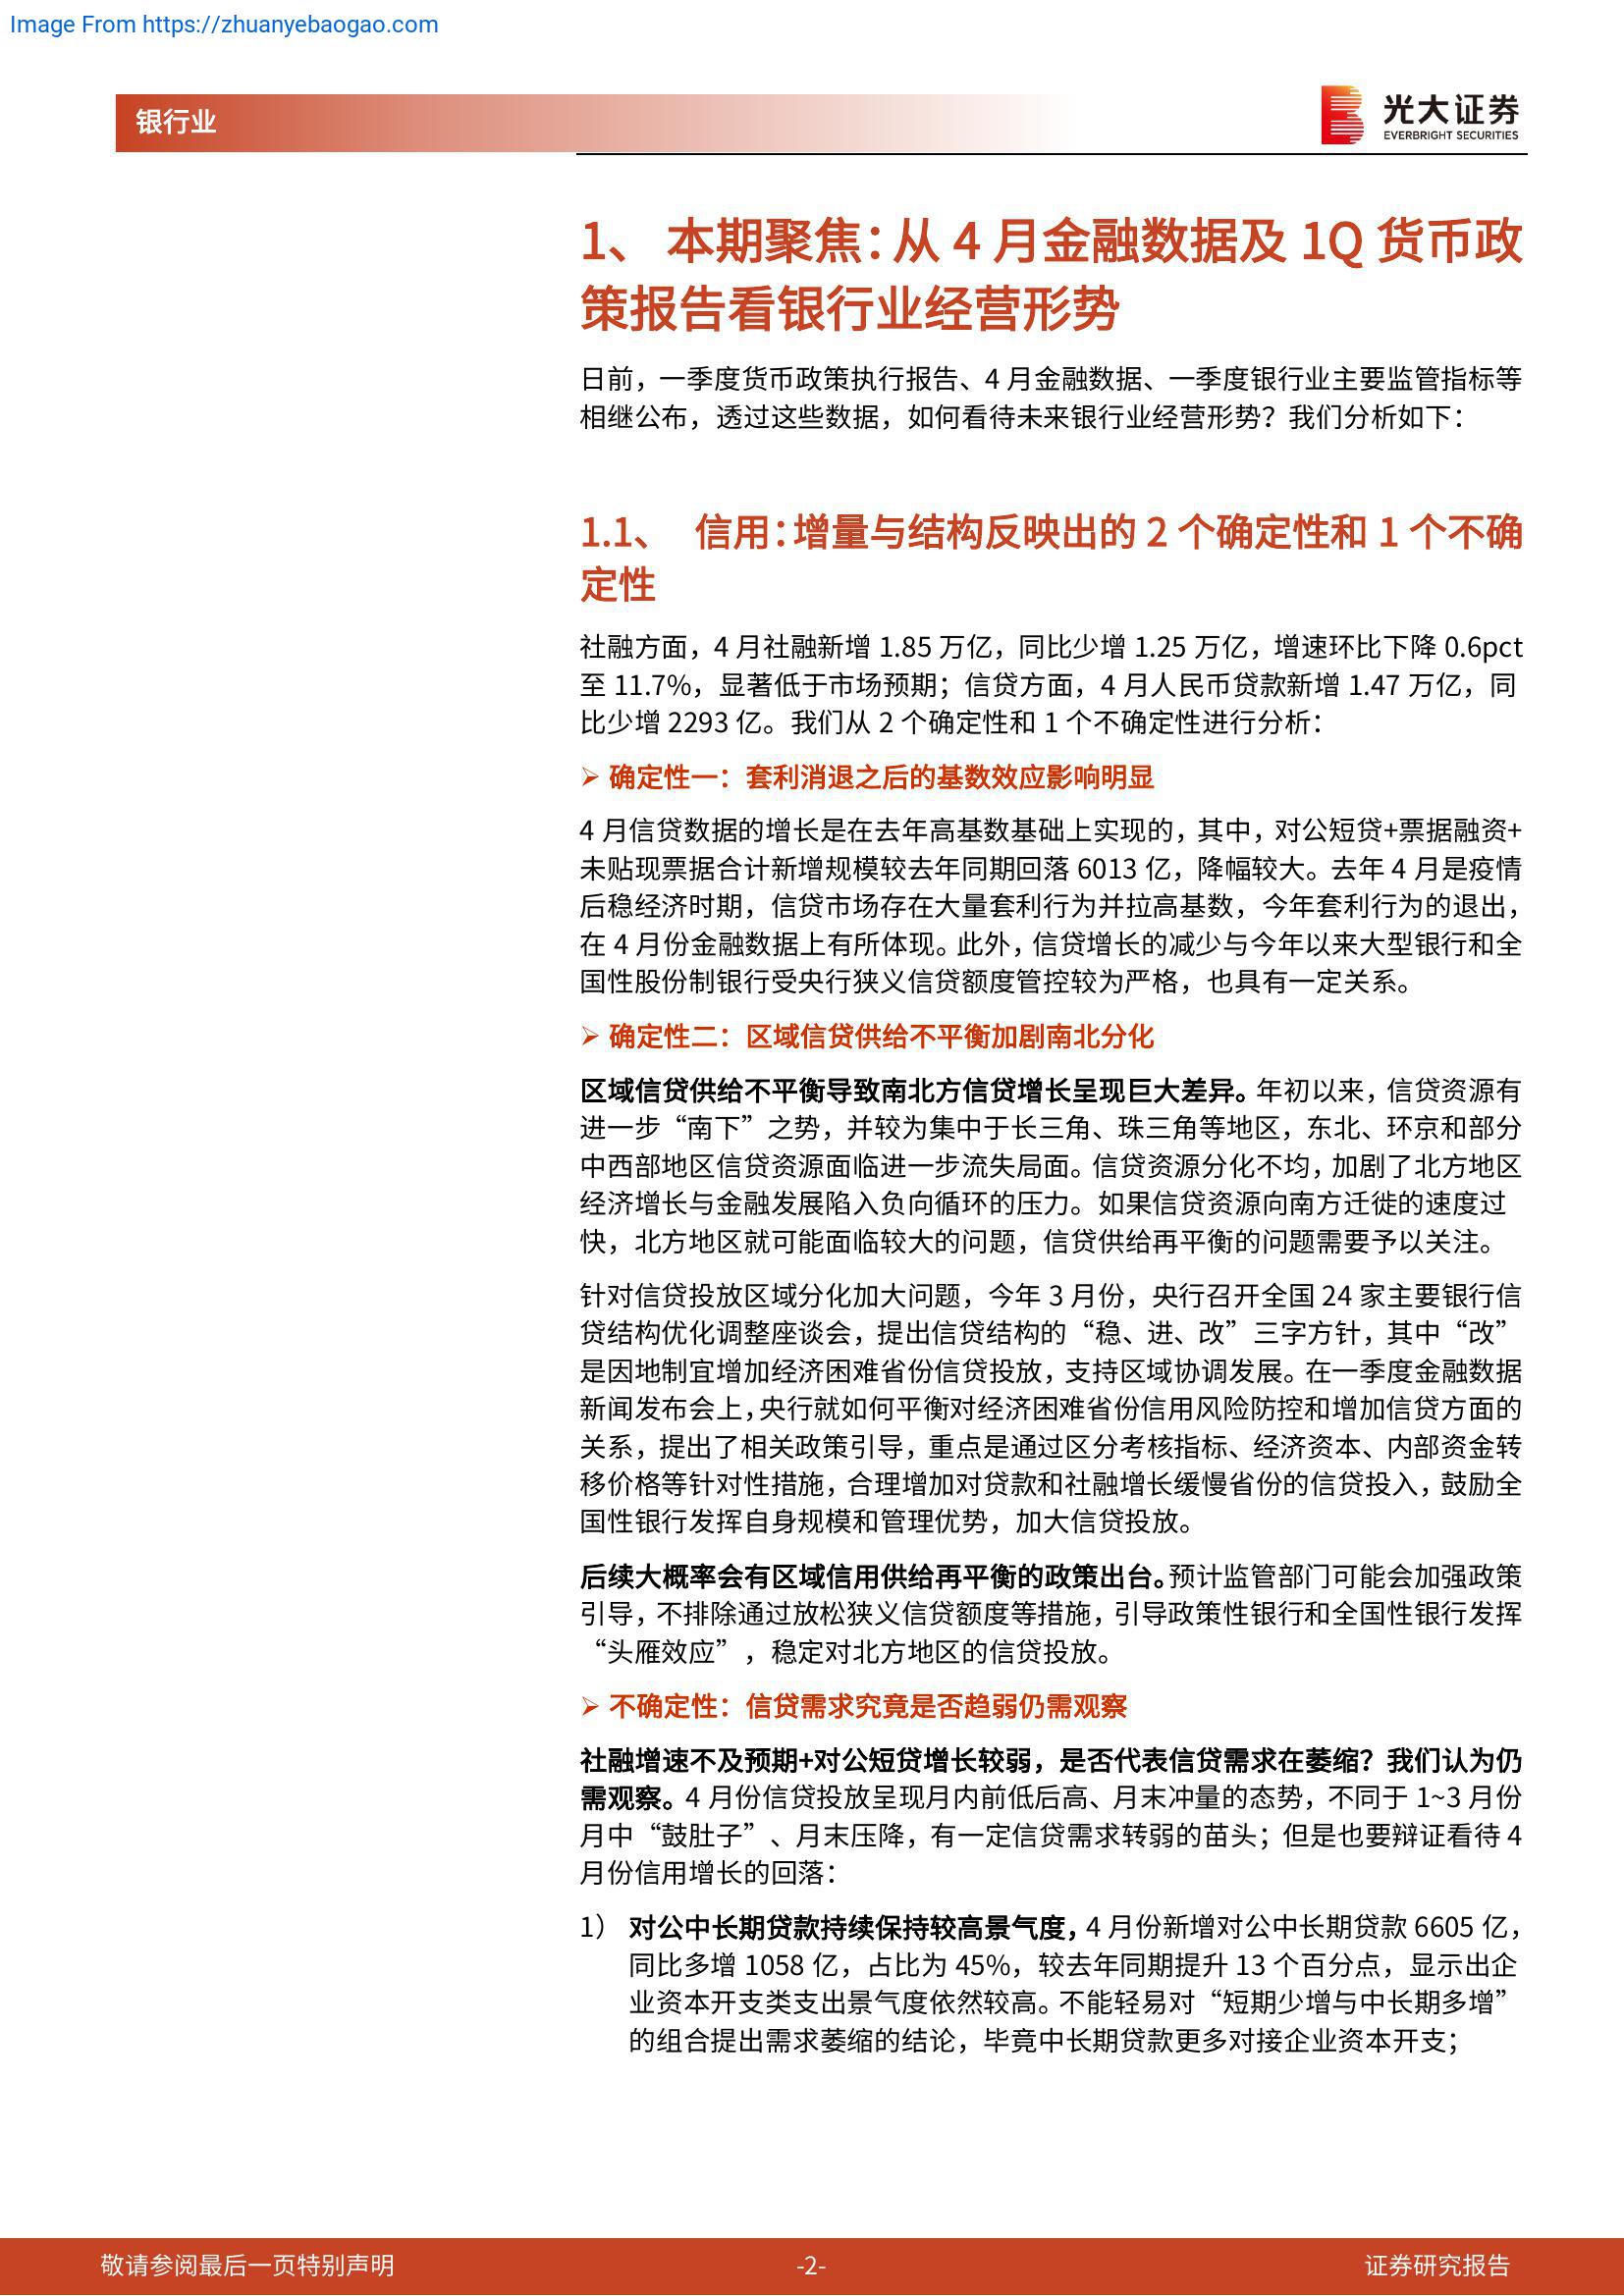 Image From https://zhuanyebaogao.com
银行业
光大证券
EVERBRIGHT SECURITIES
1、 本期聚焦：从 4 月金融数据及 1Q 货币政
策报告看银行业经营形势
日前，一季度货币政策执行报告、4 月金融数据、一季度银行业主要监管指标等
相继公布，透过这些数据，如何看待未来银行业经营形势？我们分析如下：
1.1、 信用：增量与结构反映出的 2 个确定性和 1 个不确
定性
社融方面，4 月社融新增 1.85 万亿，同比少增 1.25 万亿，增速环比下降 0.6pct
至 11.7%，显著低于市场预期；信贷方面，4 月人民币贷款新增 1.47 万亿，同
比少增 2293 亿。我们从 2 个确定性和 1 个不确定性进行分析：
➢ 确定性一：套利消退之后的基数效应影响明显
4 月信贷数据的增长是在去年高基数基础上实现的，其中，对公短贷+票据融资+
未贴现票据合计新增规模较去年同期回落 6013 亿，降幅较大。去年 4 月是疫情
后稳经济时期，信贷市场存在大量套利行为并拉高基数，今年套利行为的退出，
在 4 月份金融数据上有所体现。此外，信贷增长的减少与今年以来大型银行和全
国性股份制银行受央行狭义信贷额度管控较为严格，也具有一定关系。
➢ 确定性二：区域信贷供给不平衡加剧南北分化
区域信贷供给不平衡导致南北方信贷增长呈现巨大差异。年初以来，信贷资源有
进一步“南下”之势，并较为集中于长三角、珠三角等地区，东北、环京和部分
中西部地区信贷资源面临进一步流失局面。信贷资源分化不均，加剧了北方地区
经济增长与金融发展陷入负向循环的压力。如果信贷资源向南方迁徙的速度过
快，北方地区就可能面临较大的问题，信贷供给再平衡的问题需要予以关注。
针对信贷投放区域分化加大问题，今年 3 月份，央行召开全国 24 家主要银行信
贷结构优化调整座谈会，提出信贷结构的“稳、进、改”三字方针，其中“改”
是因地制宜增加经济困难省份信贷投放，支持区域协调发展。在一季度金融数据
新闻发布会上，央行就如何平衡对经济困难省份信用风险防控和增加信贷方面的
关系，提出了相关政策引导，重点是通过区分考核指标、经济资本、内部资金转
移价格等针对性措施，合理增加对贷款和社融增长缓慢省份的信贷投入，鼓励全
国性银行发挥自身规模和管理优势，加大信贷投放。
后续大概率会有区域信用供给再平衡的政策出台。预计监管部门可能会加强政策
引导，不排除通过放松狭义信贷额度等措施，引导政策性银行和全国性银行发挥
“头雁效应”，稳定对北方地区的信贷投放。
➢ 不确定性：信贷需求究竟是否趋弱仍需观察
社融增速不及预期+对公短贷增长较弱，是否代表信贷需求在萎缩？我们认为仍
需观察。4 月份信贷投放呈现月内前低后高、月末冲量的态势，不同于 1~3 月份
月中“鼓肚子”、月末压降，有一定信贷需求转弱的苗头；但是也要辩证看待 4
月份信用增长的回落：
1） 对公中长期贷款持续保持较高景气度，4 月份新增对公中长期贷款 6605 亿，
同比多增 1058 亿，占比为 45%，较去年同期提升 13 个百分点，显示出企
业资本开支类支出景气度依然较高。不能轻易对“短期少增与中长期多增”
的组合提出需求萎缩的结论，毕竟中长期贷款更多对接企业资本开支；
敬请参阅最后一页特别声明
-2-
证券研究报告